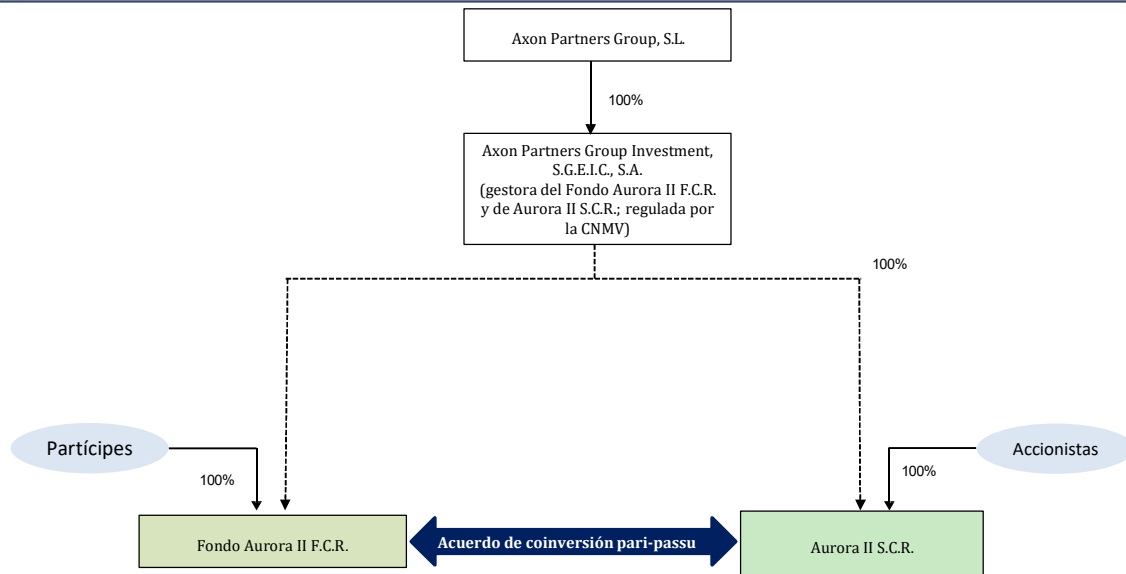 Axon Partners Group, S.L.
100%
Axon Partners Group Investment,
S.G.E.I.C., S.A.
(gestora del Fondo Aurora II F.C.R.
y de Aurora II S.C.R.; regulada por
la CNMV)
100%
Partícipes
100%
Accionistas
100%
Fondo Aurora II F.C.R.
Acuerdo de coinversión pari-passu
Aurora II S.C.R.